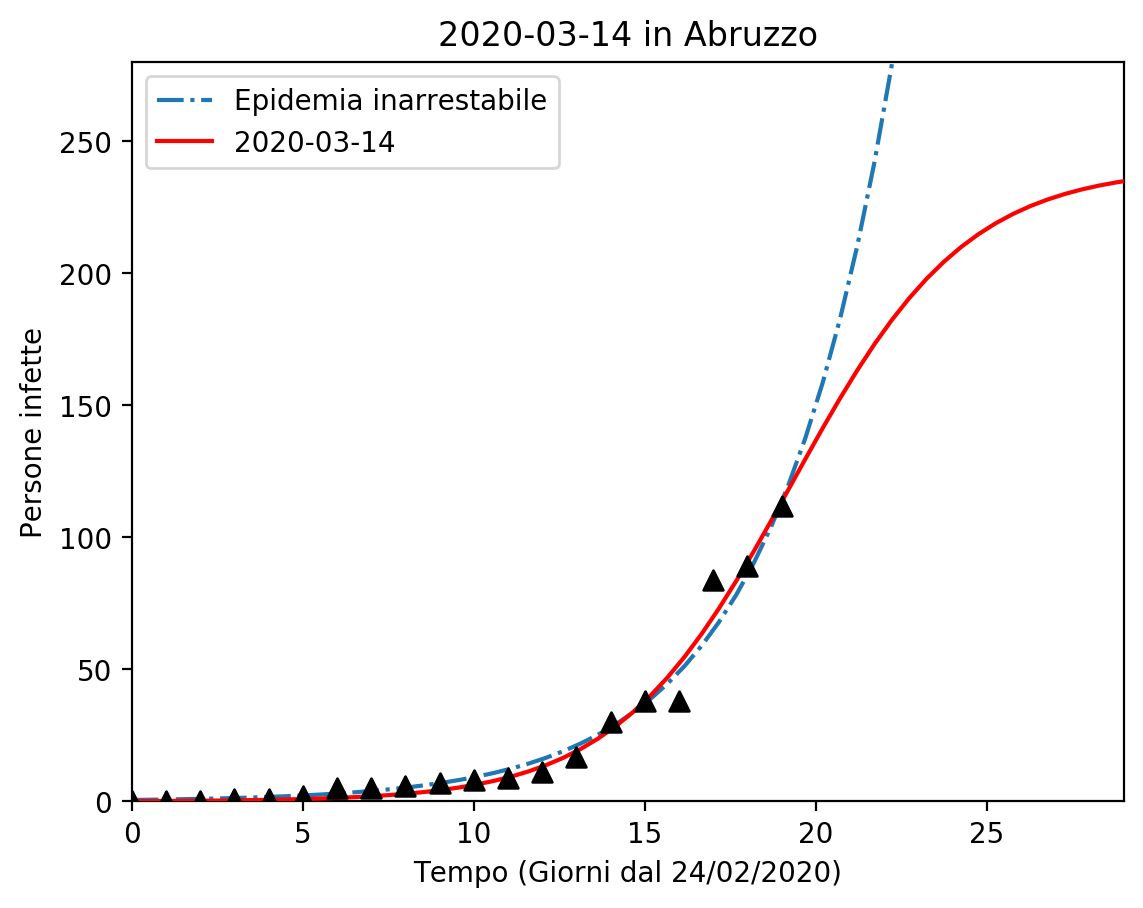 2020-03-14 in Abruzzo
Epidemia inarrestabile
2020-03-14
250
200
150
100
50
0
0 5 10 15 20 25
Persone infette
Tempo (Giorni dal 24/02/2020)